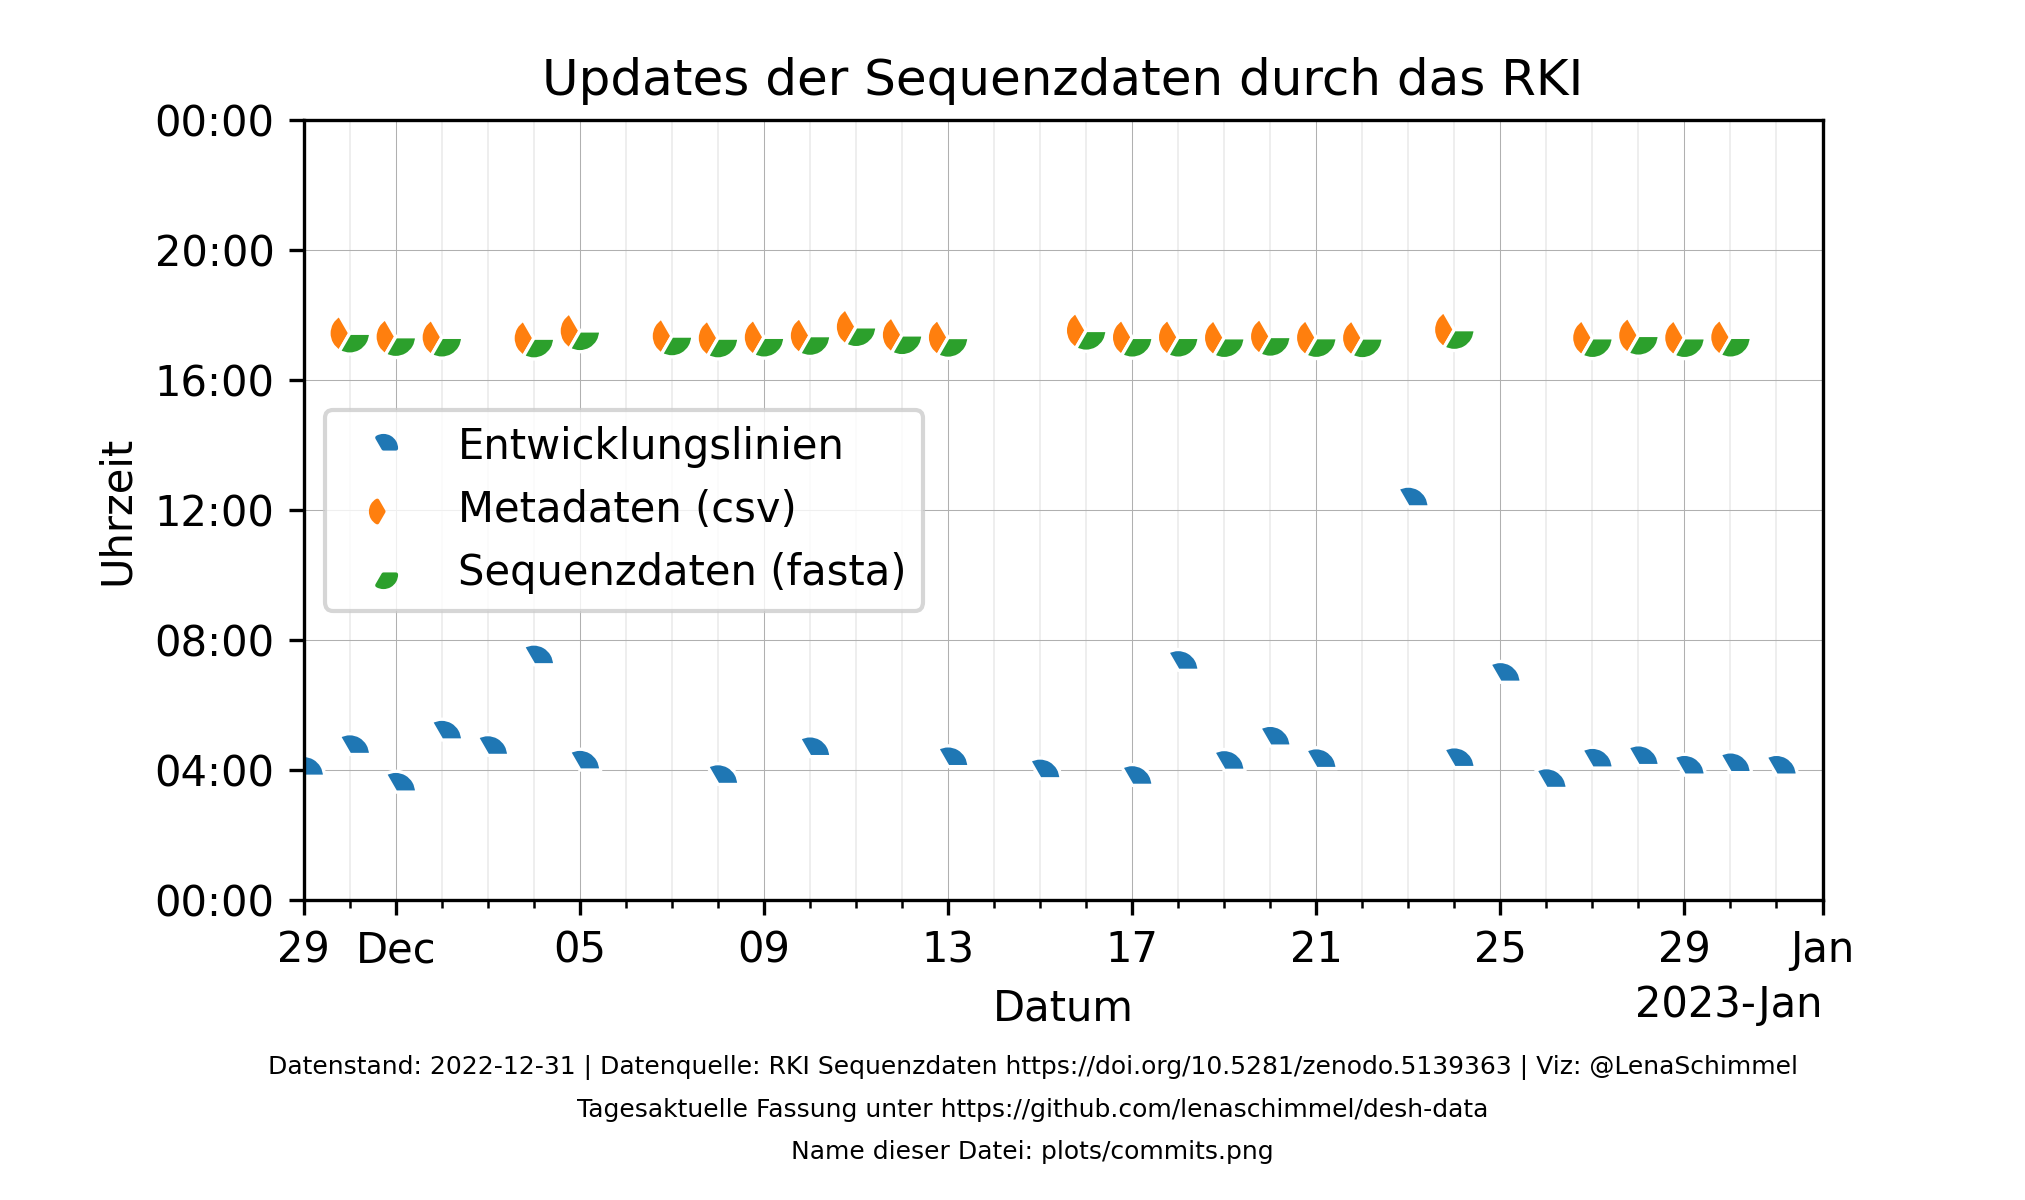 Updates der Sequenzdaten durch das RKI
00:00
20:00
16:00
12:00
08:00
04:00
00:00
Uhrzeit
Entwicklungslinien
Metadaten (csv)
Sequenzdaten (fasta)
29 Dec 05 09 13 17 21 25 29 Jan
Datum
2023-Jan
Datenstand: 2022-12-31 | Datenquelle: RKI Sequenzdaten https://doi.org/10.5281/zenodo.5139363 | Viz: @LenaSchimmel
Tagesaktuelle Fassung unter https://github.com/lenaschimmel/desh-data
Name dieser Datei: plots/commits.png